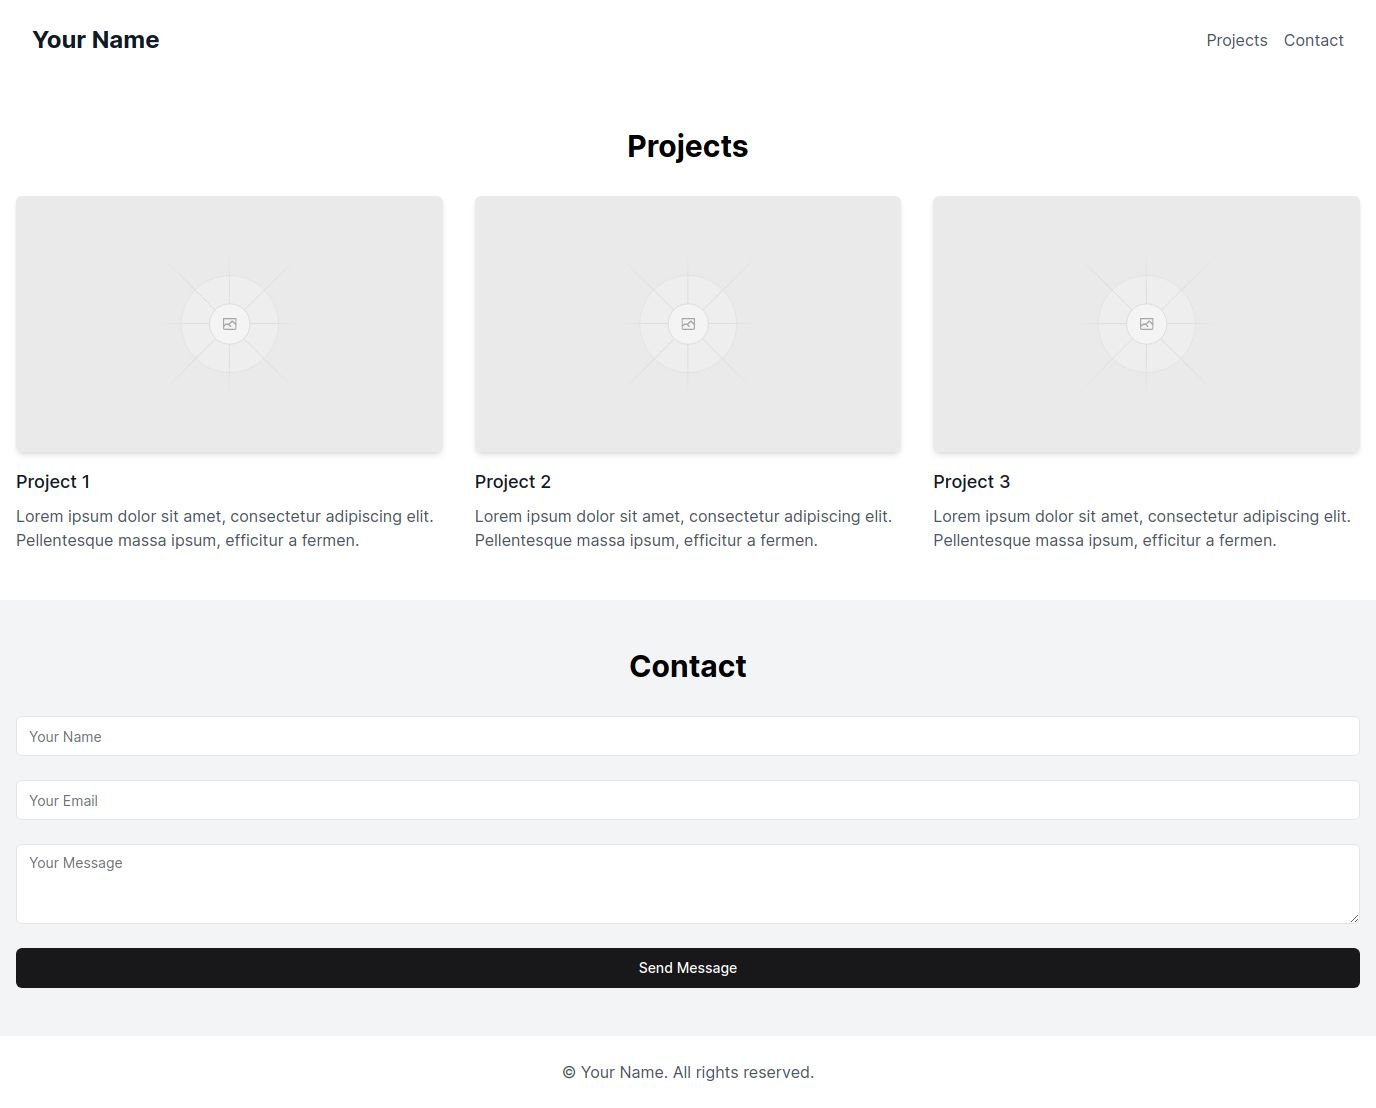 Your Name
Projects Contact
Projects
Project 1
Lorem ipsum dolor sit amet, consectetur adipiscing elit.
Pellentesque massa ipsum, efficitur a fermen.
Project 2
Lorem ipsum dolor sit amet, consectetur adipiscing elit.
Pellentesque massa ipsum, efficitur a fermen.
Project 3
Lorem ipsum dolor sit amet, consectetur adipiscing elit.
Pellentesque massa ipsum, efficitur a fermen.
Contact
Your Name
Your Email
Your Message
Send Message
© Your Name. All rights reserved.